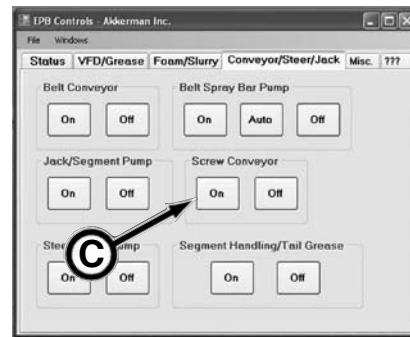 EPB Controls - Akkerman Inc.
File Windows
Status VFD/Grease Foam/Slurry Conveyor/Steer/Jack Misc. ???
Belt Conveyor Belt Spray Bar Pump
On Off On Auto Off
Jack/Segment Pump Screw Conveyor
On Off On Off
C
Stee ump Segment Handling/Tail Grease
On Off On Off